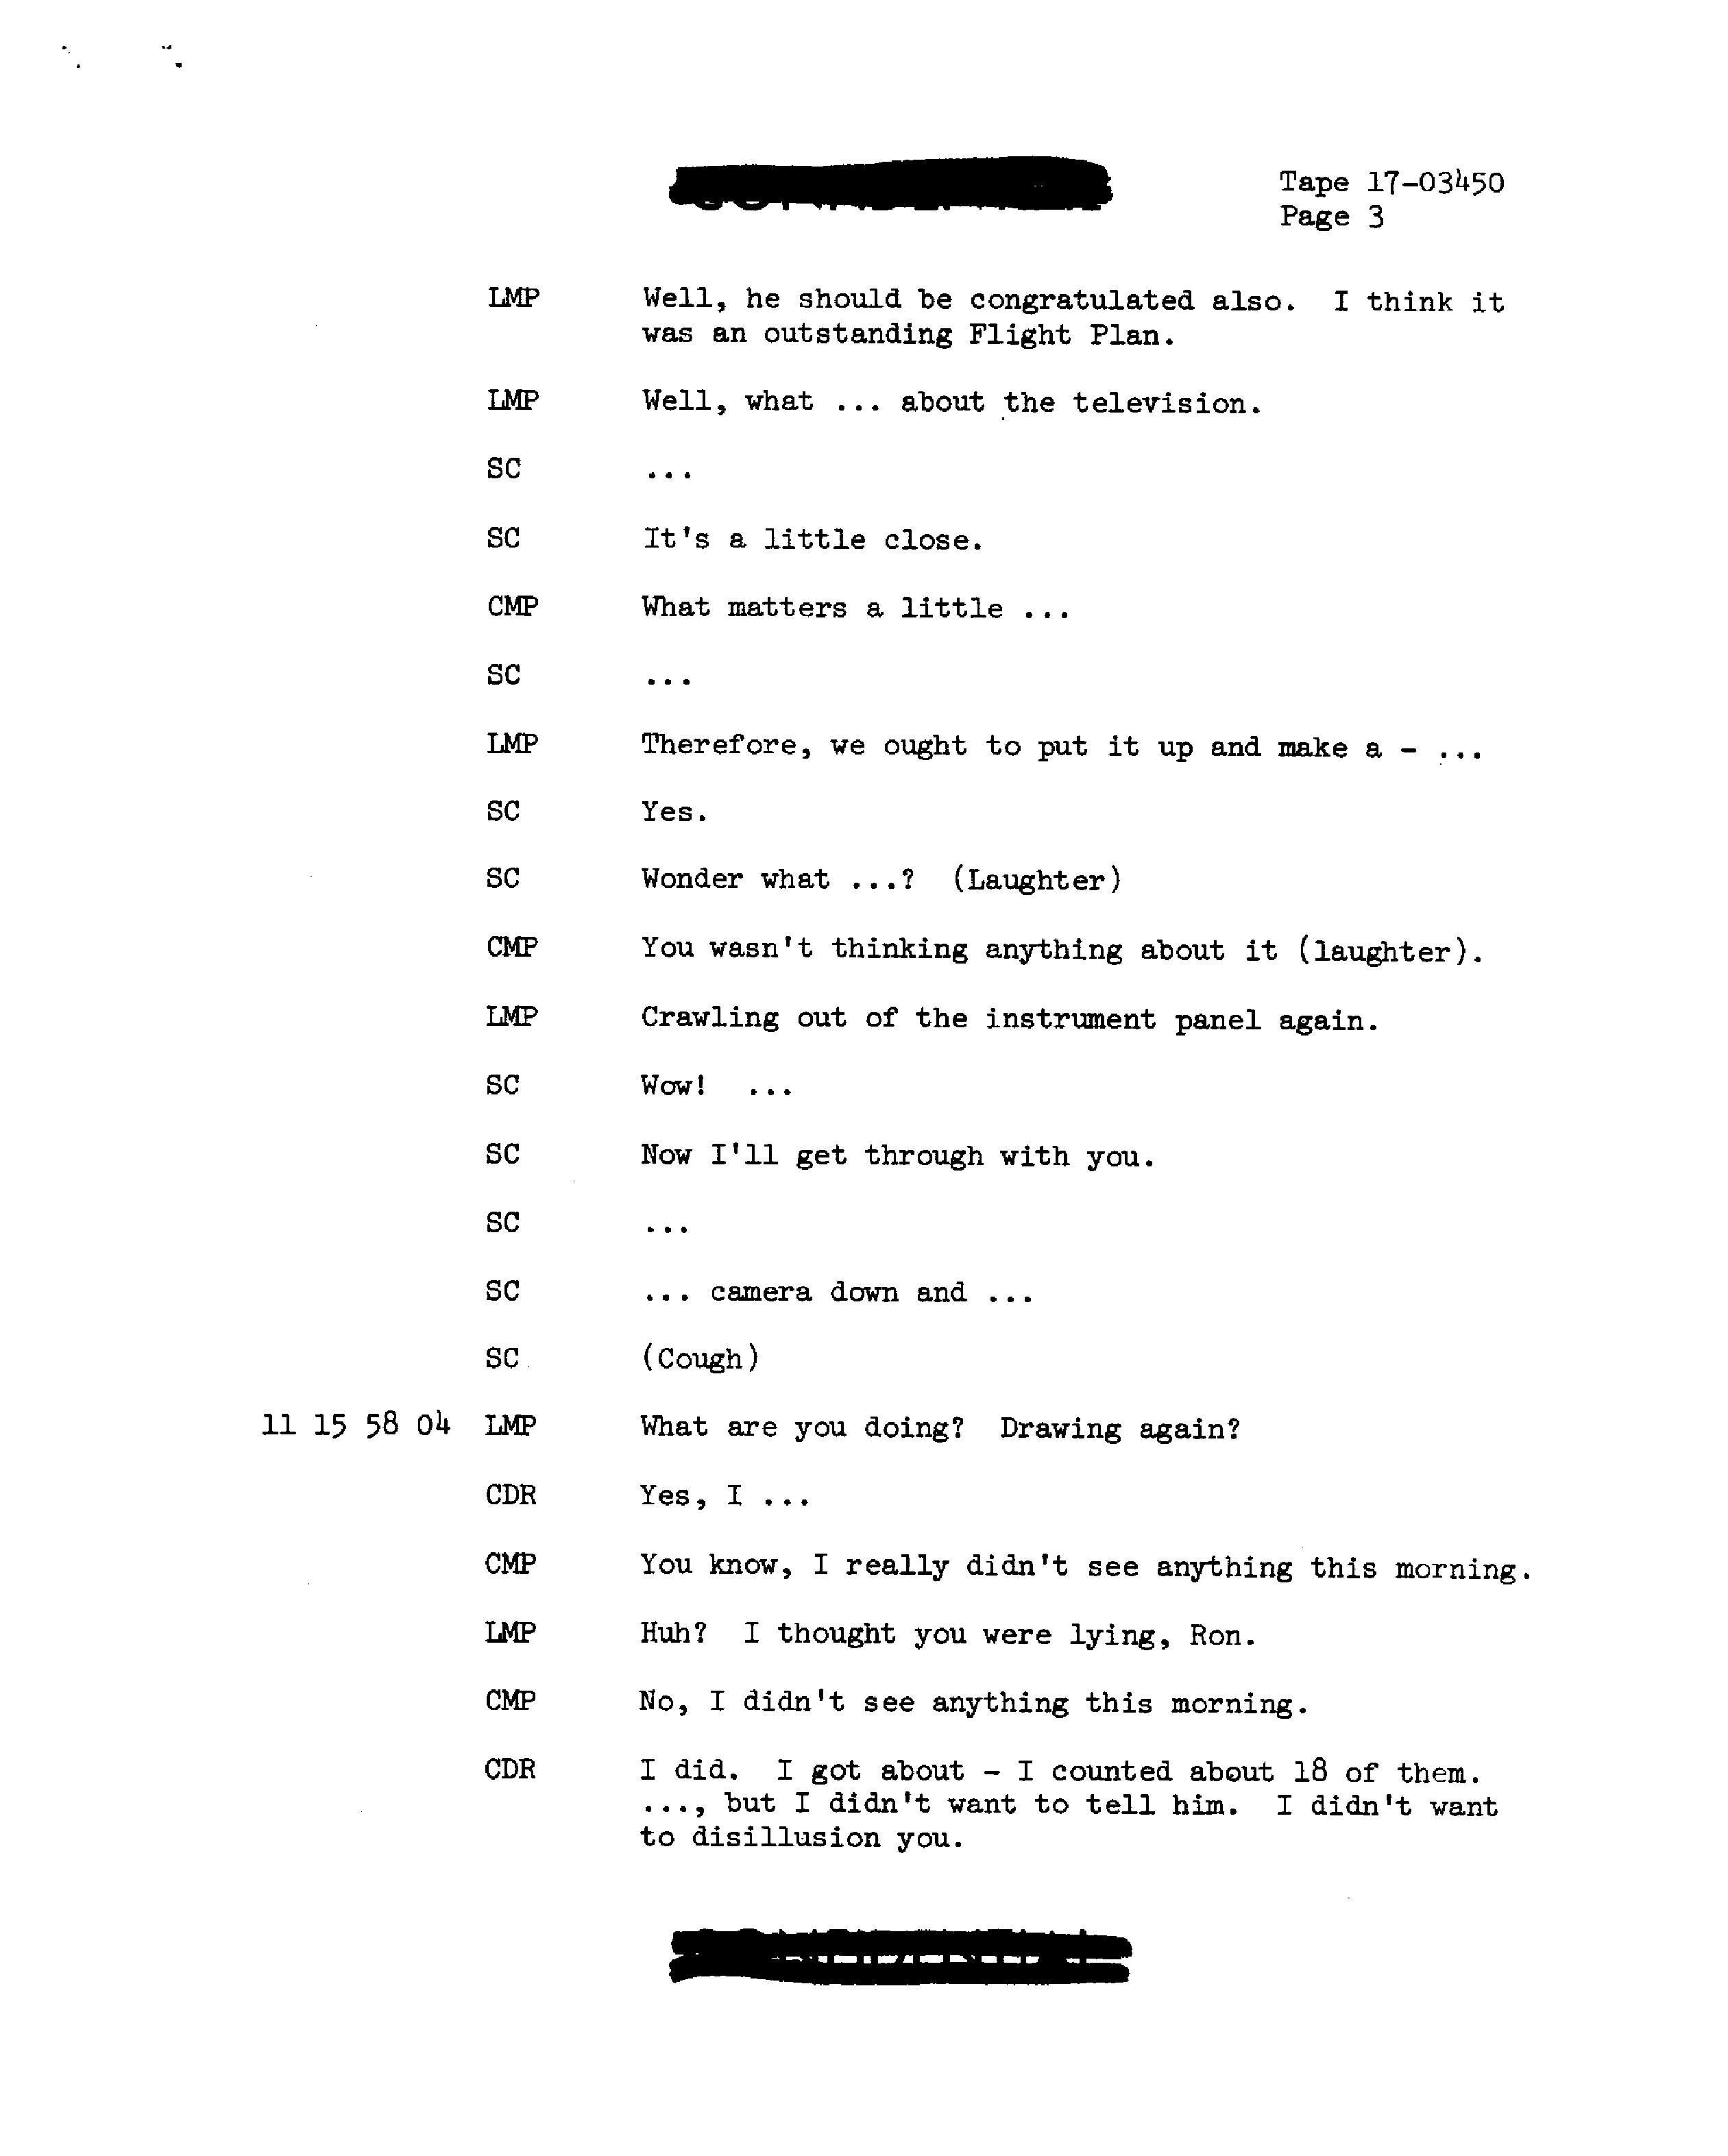 Tape 17-03450
Page 3
LMP Well, he should be congratulated also. I think it
was an outstanding Flight Plan.
LMP Well, what ... about the television.
SC ...
SC It's a little close.
CMP What matters a little ...
SC ...
LMP Therefore, we ought to put it up and make a - ...
SC Yes.
SC Wonder what ...? (Laughter)
CMP You wasn't thinking anything about it (laughter).
LMP Crawling out of the instrument panel again.
SC Wow! ...
SC Now I'll get through with you.
SC ...
SC ... camera down and ...
SC (Cough)
11 15 58 04 LMP What are you doing? Drawing again?
CDR Yes, I ...
CMP You know, I really didn't see anything this morning.
LMP Huh? I thought you were lying, Ron.
CMP No, I didn't see anything this morning.
CDR I did. I got about - I counted about 18 of them.
..., but I didn't want to tell him. I didn't want
to disillusion you.